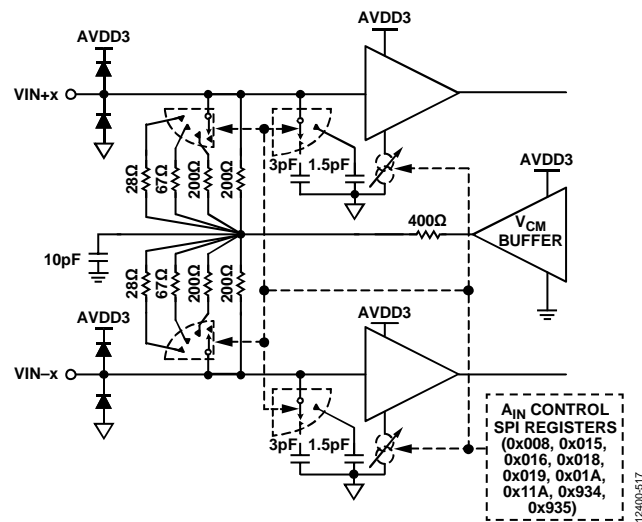 AVDD3
AVDD3
VIN+x
3pF 1.5pF
28Ω
67Ω
200Ω
200Ω
AVDD3
400Ω
VCM
BUFFER
10pF
28Ω
67Ω
200Ω
200Ω
AVDD3
AVDD3
VIN–x
3pF 1.5pF
AIN CONTROL
SPI REGISTERS
(0x008, 0x015,
0x016, 0x018,
0x019, 0x01A,
0x11A, 0x934,
0x935)
12400-517